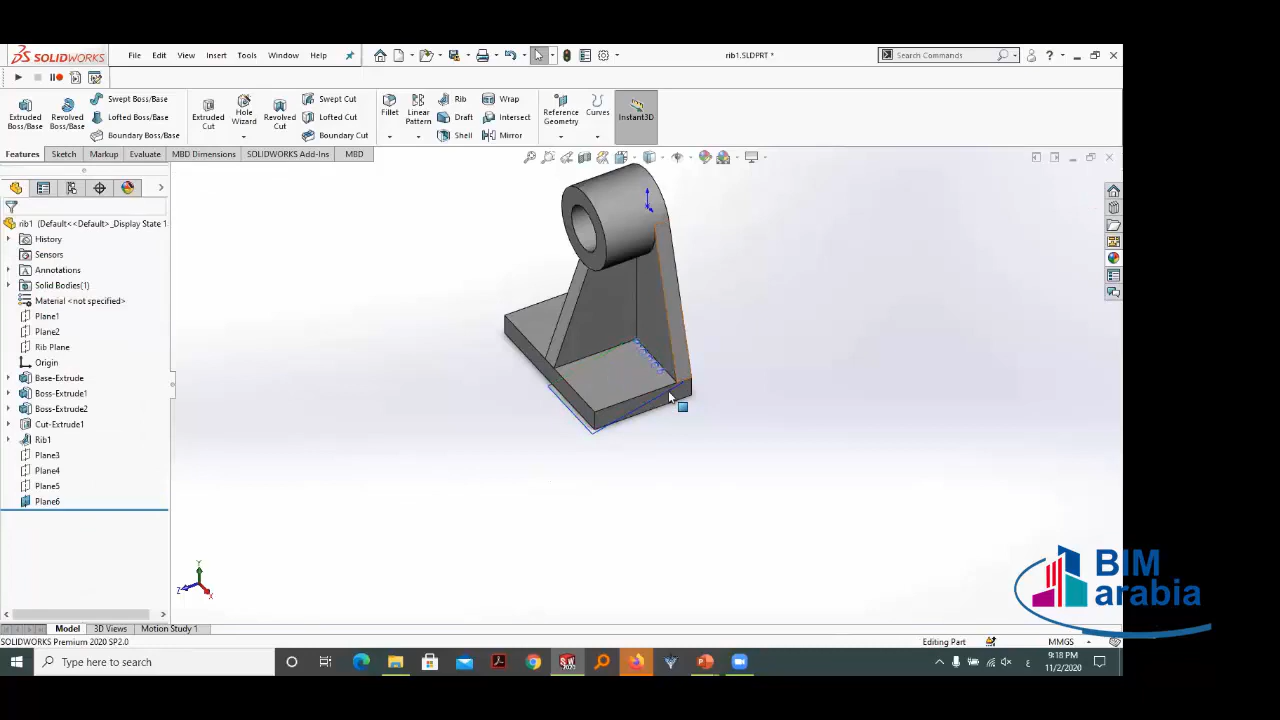 SOLIDWORKS File Edit View Insert Tools Window Help rib1.SLDPRT * Search Commands ?
Extruded Boss/Base
Revolved Boss/Base
Swept Boss/Base
Lofted Boss/Base
Boundary Boss/Base
Extruded Cut
Hole Wizard
Revolved Cut
Swept Cut
Lofted Cut
Boundary Cut
Fillet
Linear Pattern
Rib
Draft
Shell
Wrap
Intersect
Mirror
Reference Geometry
Curves
Instant3D
Features Sketch Markup Evaluate MBD Dimensions SOLIDWORKS Add-Ins MBD
rib1 (Default<<Default>_Display State 1
History
Sensors
Annotations
Solid Bodies(1)
Material <not specified>
Plane1
Plane2
Rib Plane
Origin
Base-Extrude
Boss-Extrude1
Boss-Extrude2
Cut-Extrude1
Rib1
Plane3
Plane4
Plane5
Plane6
Y
Z
X
BIM
arabia
Model 3D Views Motion Study 1
SOLIDWORKS Premium 2020 SP2.0 Editing Part MMGS
Type here to search
ع
9:18 PM
11/2/2020